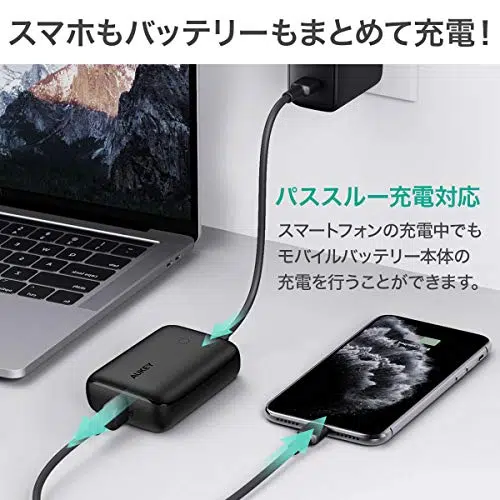 スマホもバッテリーもまとめて充電!
パススルー充電対応
スマートフォンの充電中でも
モバイルバッテリー本体の
充電を行うことができます。
AUKEY